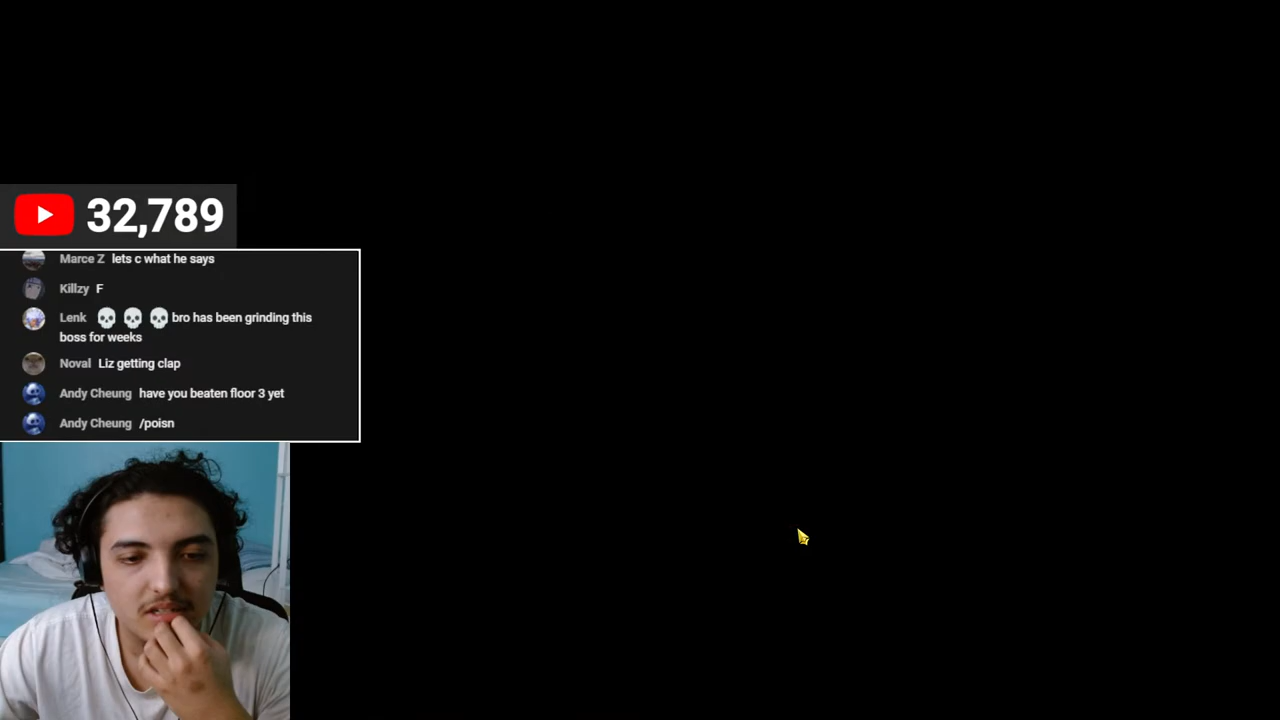 32,789
Marce Z lets c what he says
Killzy F
Lenk 💀 💀 💀 bro has been grinding this
boss for weeks
Noval Liz getting clap
Andy Cheung have you beaten floor 3 yet
Andy Cheung /poisn